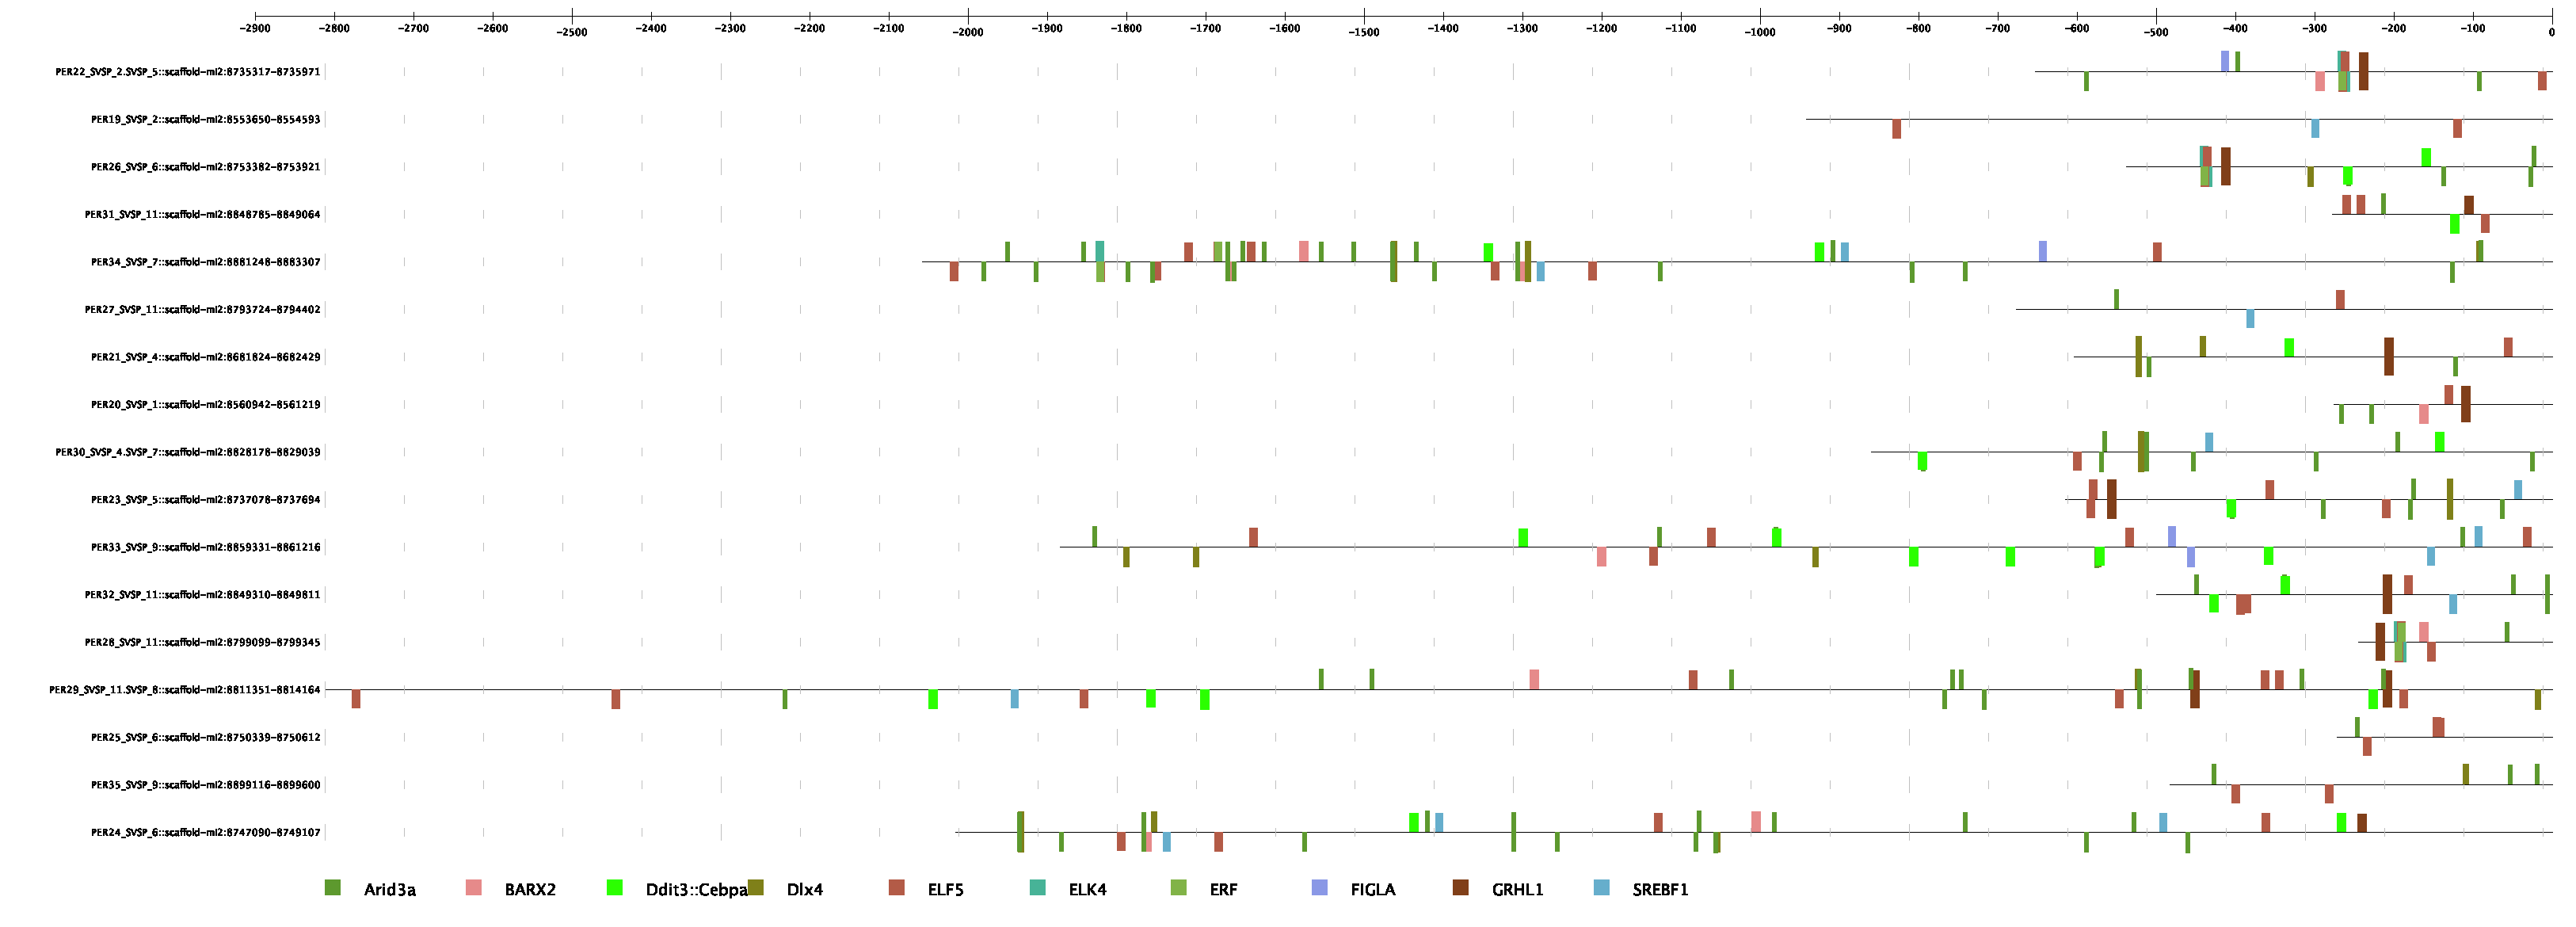 -2900 -2800 -2700 -2600 -2500 -2400 -2300 -2200 -2100 -2000 -1900 -1800 -1700 -1600 -1500 -1400 -1300 -1200 -1100 -1000 -900 -800 -700 -600 -500 -400 -300 -200 -100 0
PER22_SVSP_2.SVSP_5::scaffold-mi2:8735317-8735971
PER19_SVSP_2::scaffold-mi2:8553650-8554593
PER26_SVSP_6::scaffold-mi2:8753382-8753921
PER31_SVSP_11::scaffold-mi2:8848785-8849064
PER34_SVSP_7::scaffold-mi2:8881248-8883307
PER27_SVSP_11::scaffold-mi2:8793724-8794402
PER21_SVSP_4::scaffold-mi2:8681824-8682429
PER20_SVSP_1::scaffold-mi2:8560942-8561219
PER30_SVSP_4.SVSP_7::scaffold-mi2:8828178-8829039
PER23_SVSP_5::scaffold-mi2:8737078-8737694
PER33_SVSP_9::scaffold-mi2:8859331-8861216
PER32_SVSP_11::scaffold-mi2:8849310-8849811
PER28_SVSP_11::scaffold-mi2:8799099-8799345
PER29_SVSP_11.SVSP_8::scaffold-mi2:8811351-8814164
PER25_SVSP_6::scaffold-mi2:8750339-8750612
PER35_SVSP_9::scaffold-mi2:8899116-8899600
PER24_SVSP_6::scaffold-mi2:8747090-8749107
Arid3a BARX2 Ddit3::Cebpa Dlx4 ELF5 ELK4 ERF FIGLA GRHL1 SREBF1